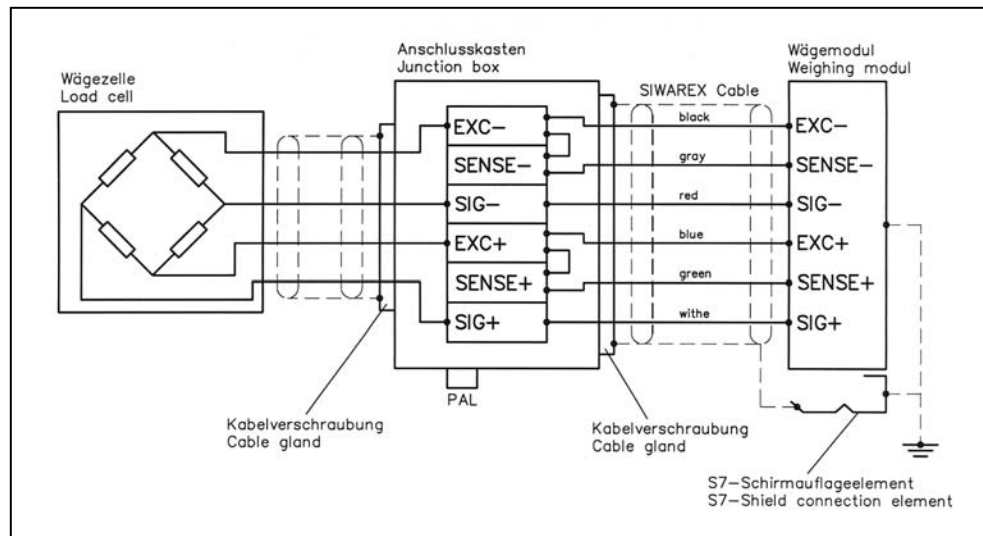 Wägezelle
Load cell
Anschlusskasten
Junction box
EXC-
SENSE-
SIG-
EXC+
SENSE+
SIG+
PAL
Kabelverschraubung
Cable gland
SIWAREX Cable
black
gray
red
blue
green
withe
Kabelverschraubung
Cable gland
Wägemodul
Weighing modul
EXC-
SENSE-
SIG-
EXC+
SENSE+
SIG+
S7-Schirmauflageelement
S7-Shield connection element